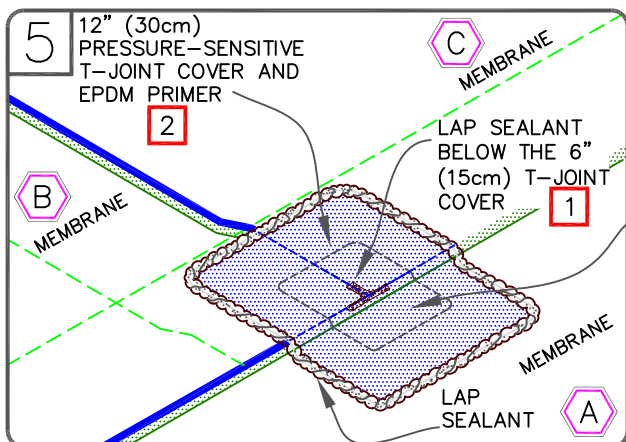 5
12" (30cm)
PRESSURE-SENSITIVE
T-JOINT COVER AND
EPDM PRIMER
2
C
MEMBRANE
LAP SEALANT
BELOW THE 6"
(15cm) T-JOINT
COVER
1
B
MEMBRANE
MEMBRANE
LAP
SEALANT
A